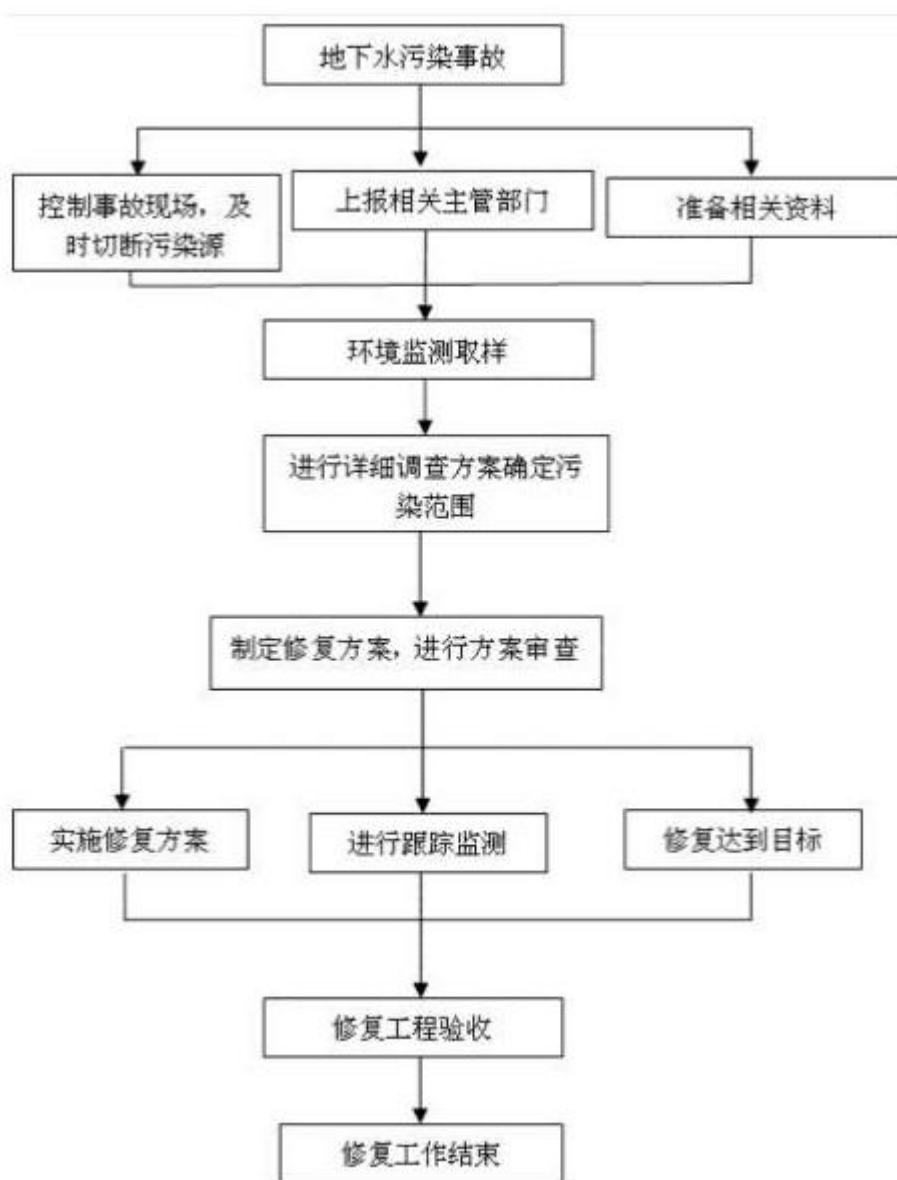 地下水污染事故
控制事故现场，及
时切断污染源
上报相关主管部门
准备相关资料
环境监测取样
进行详细调查方案确定污
染范围
制定修复方案，进行方案审查
实施修复方案
进行跟踪监测
修复达到目标
修复工程验收
修复工作结束